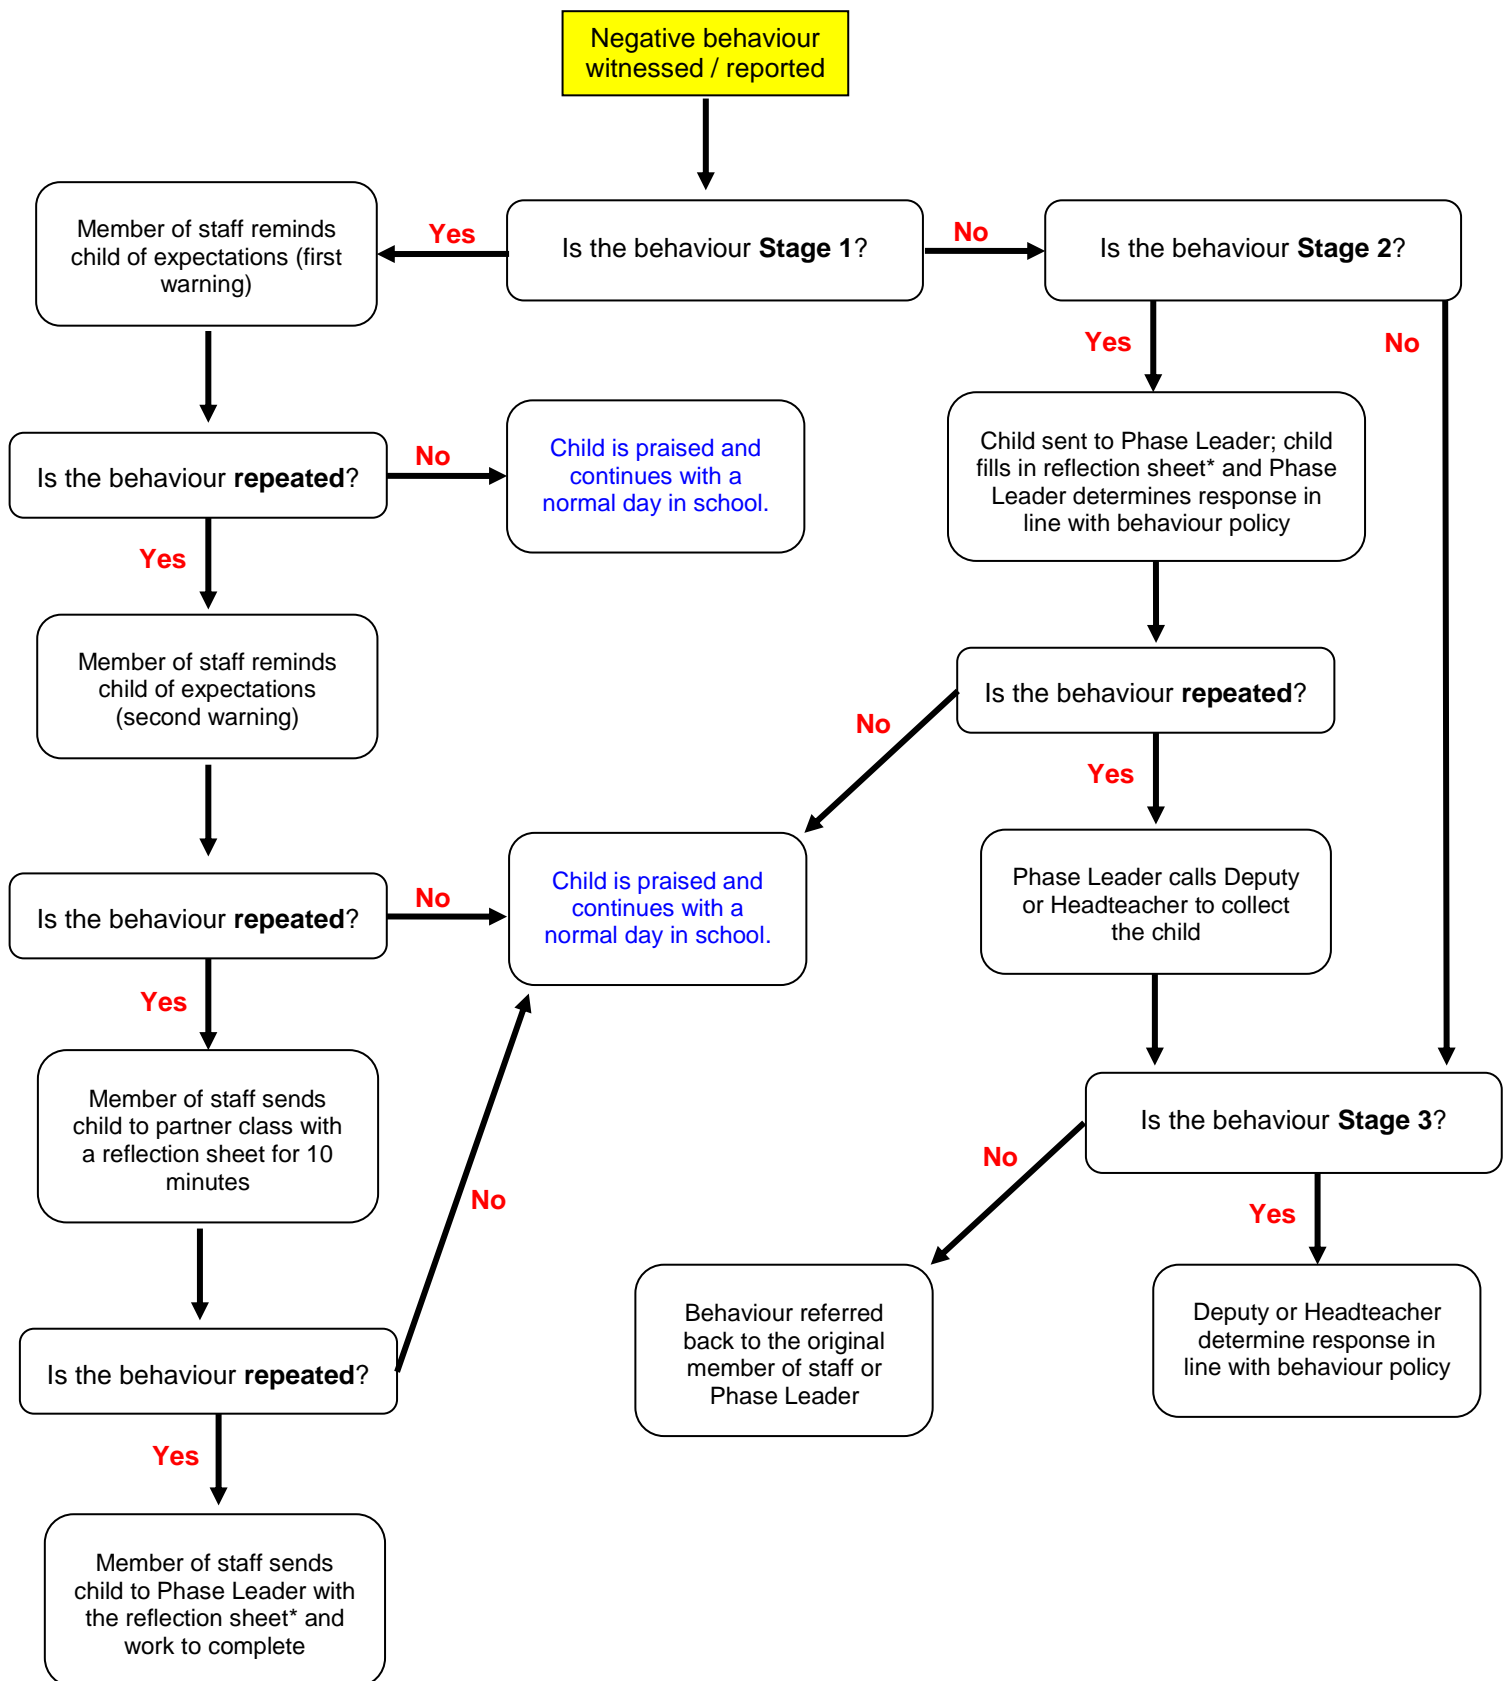 Negative behaviour
witnessed / reported
Member of staff reminds
child of expectations (first
warning)
Yes
Is the behaviour Stage 1?
No
Is the behaviour Stage 2?
Yes
No
Is the behaviour repeated?
No
Child is praised and
continues with a
normal day in school.
Child sent to Phase Leader; child
fills in reflection sheet* and Phase
Leader determines response in
line with behaviour policy
Yes
Member of staff reminds
child of expectations
(second warning)
Is the behaviour repeated?
No
Yes
Is the behaviour repeated?
No
Child is praised and
continues with a
normal day in school.
Phase Leader calls Deputy
or Headteacher to collect
the child
Yes
Member of staff sends
child to partner class with
a reflection sheet for 10
minutes
No
Is the behaviour Stage 3?
No
Yes
Behaviour referred
back to the original
member of staff or
Phase Leader
Deputy or Headteacher
determine response in
line with behaviour policy
Is the behaviour repeated?
Yes
Member of staff sends
child to Phase Leader with
the reflection sheet* and
work to complete